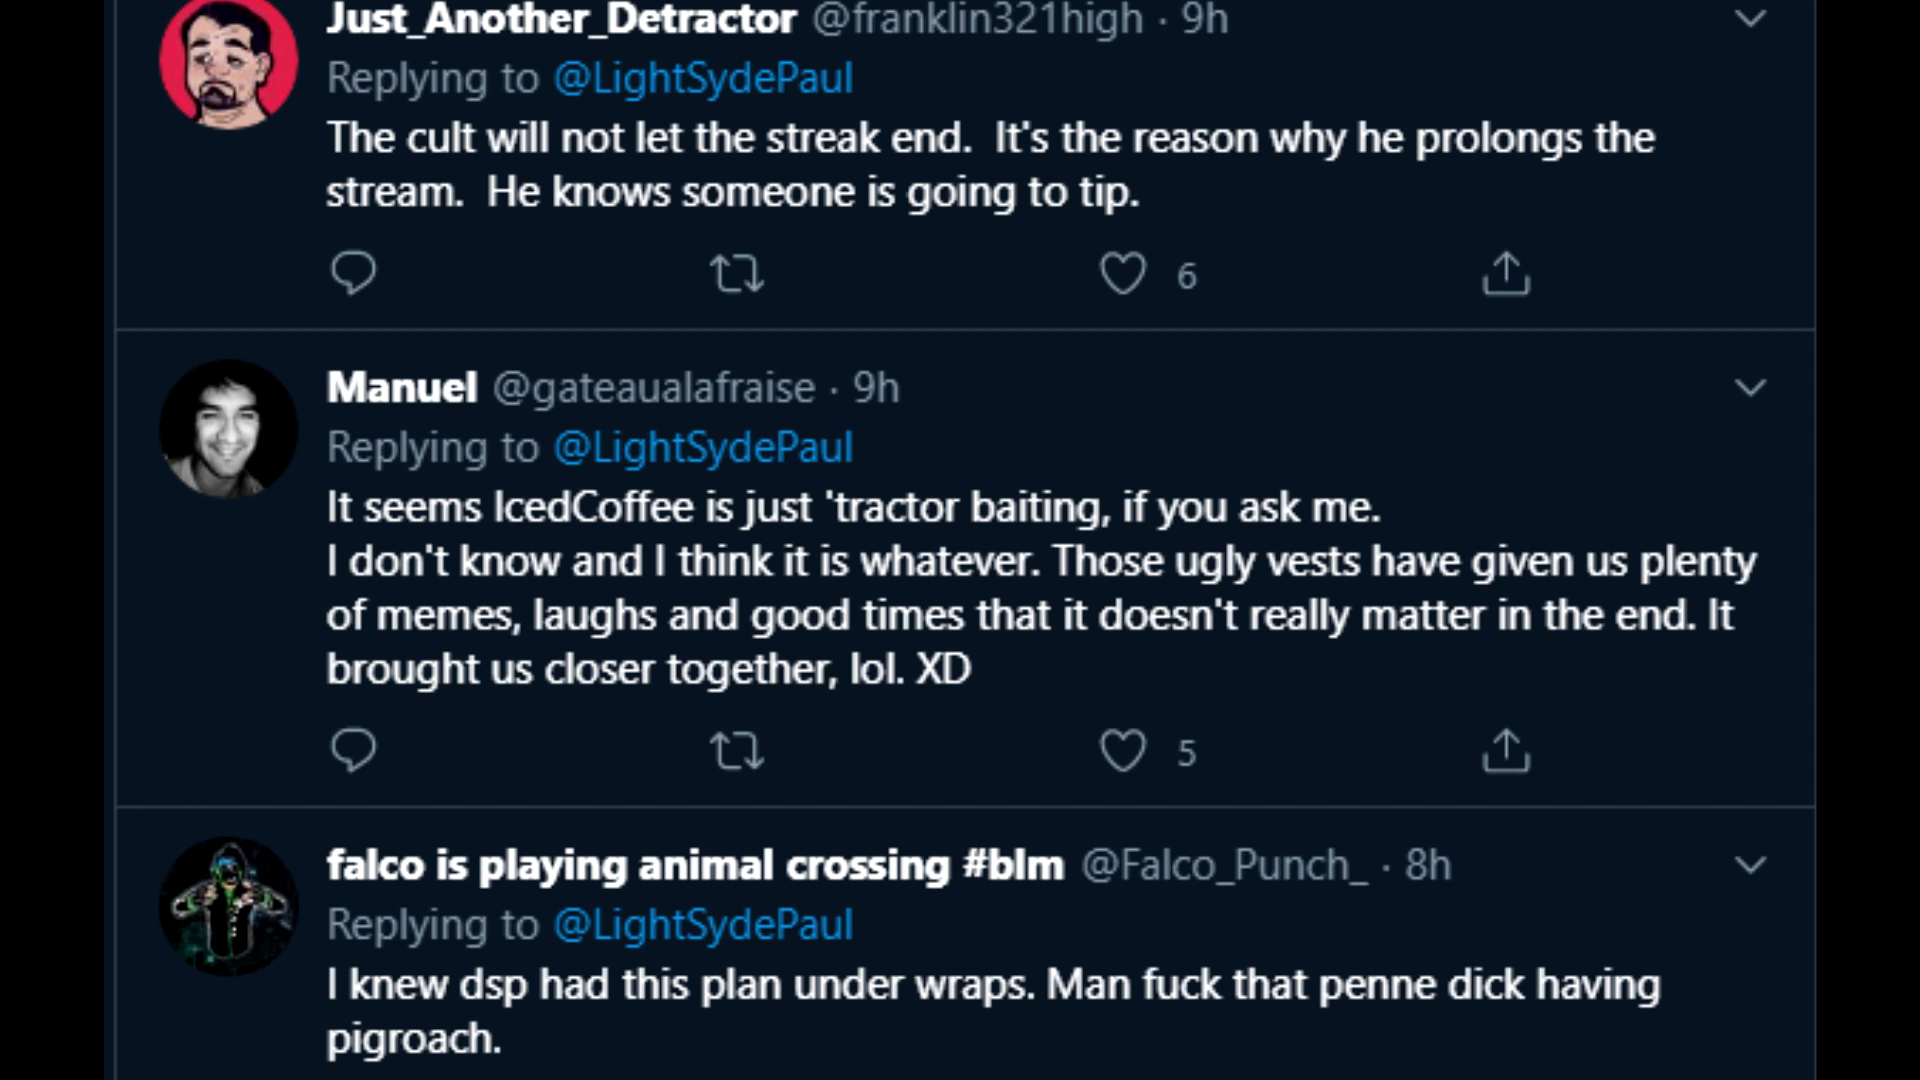 Just_Another_Detractor @franklin321high · 9h
Replying to @LightSydePaul
The cult will not let the streak end.  It's the reason why he prolongs the
stream.  He knows someone is going to tip.
6
Manuel @gateaualafraise · 9h
Replying to @LightSydePaul
It seems IcedCoffee is just 'tractor baiting, if you ask me.
I don't know and I think it is whatever. Those ugly vests have given us plenty
of memes, laughs and good times that it doesn't really matter in the end. It
brought us closer together, lol. XD
5
falco is playing animal crossing #blm @Falco_Punch_ · 8h
Replying to @LightSydePaul
I knew dsp had this plan under wraps. Man fuck that penne dick having
pigroach.